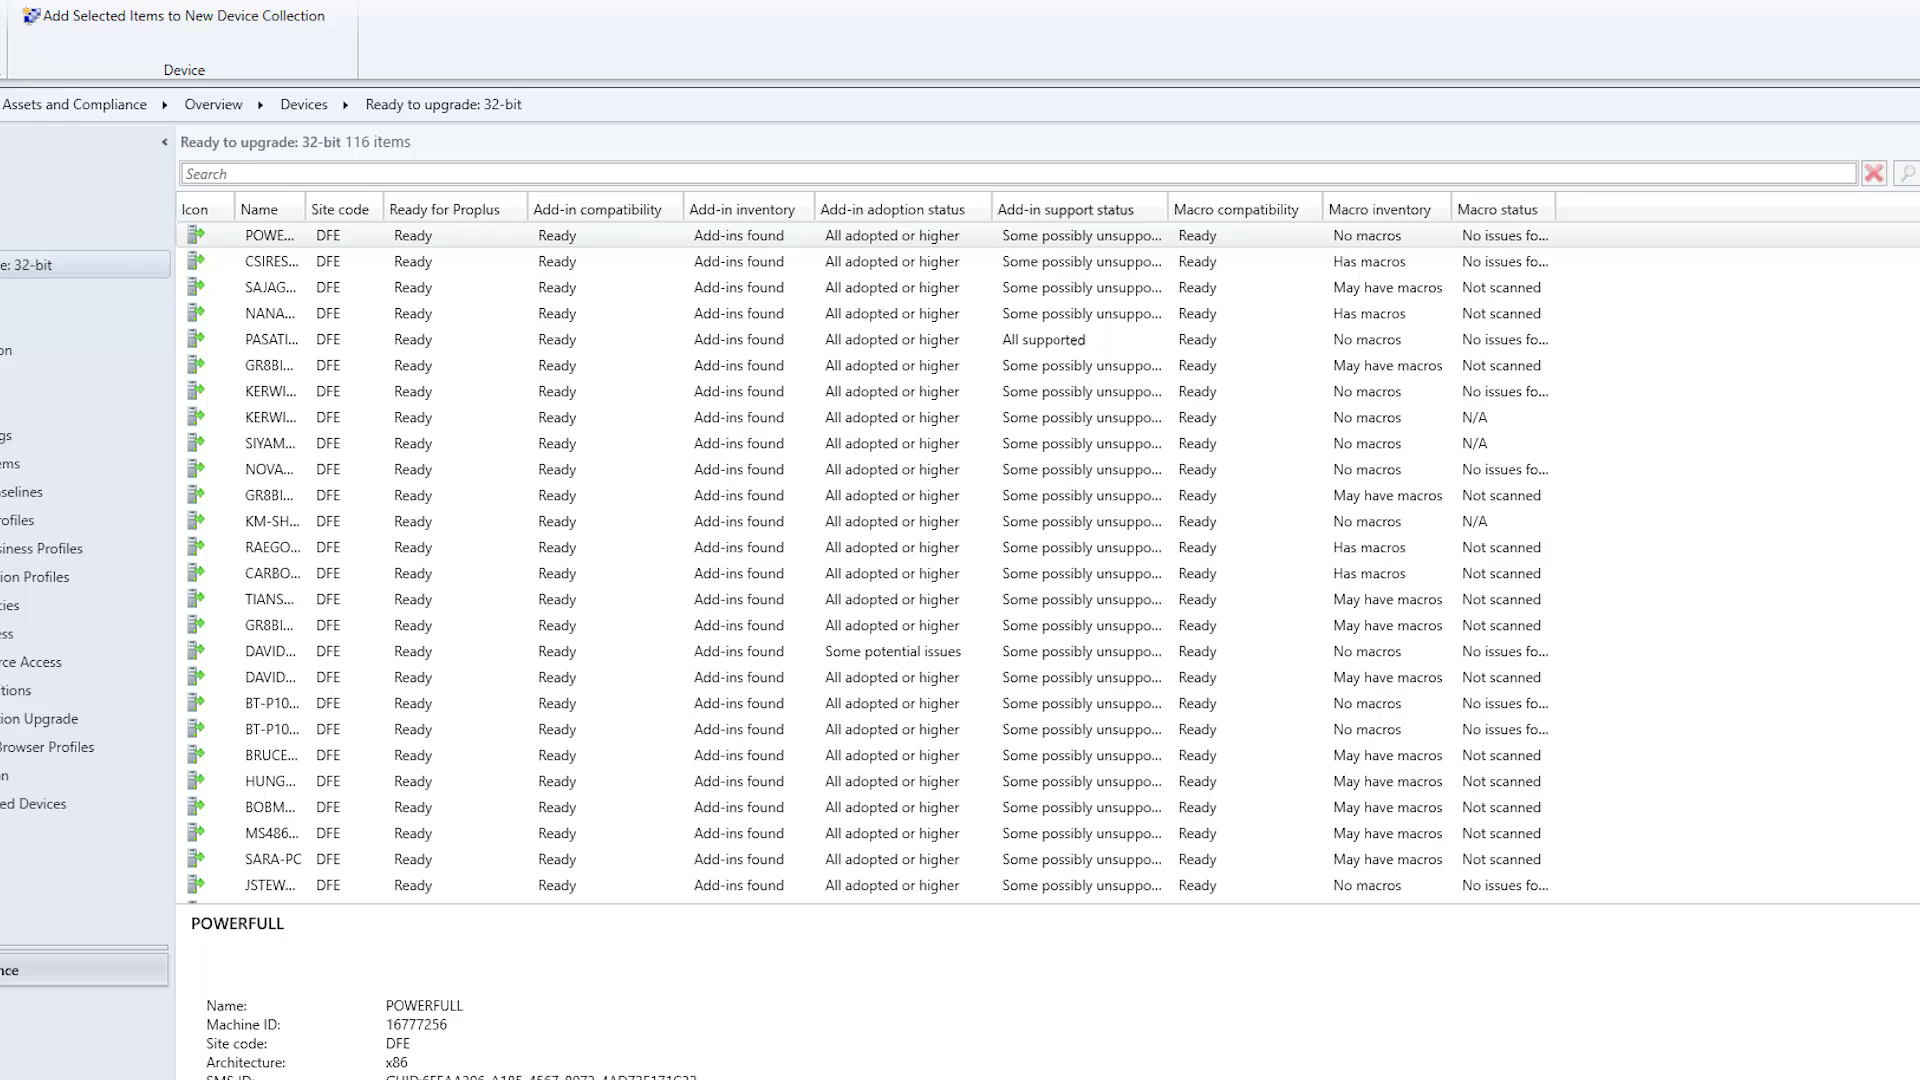 Add Selected Items to New Device Collection
Device
Assets and Compliance ▸ Overview ▸ Devices ▸ Ready to upgrade: 32-bit
Ready to upgrade: 32-bit 116 items
Search
Icon Name Site code Ready for Proplus Add-in compatibility Add-in inventory Add-in adoption status Add-in support status Macro compatibility Macro inventory Macro status
POWE... DFE Ready Ready Add-ins found All adopted or higher Some possibly unsuppo... Ready No macros No issues fo...
CSIRES... DFE Ready Ready Add-ins found All adopted or higher Some possibly unsuppo... Ready Has macros No issues fo...
SAJAG... DFE Ready Ready Add-ins found All adopted or higher Some possibly unsuppo... Ready May have macros Not scanned
NANA... DFE Ready Ready Add-ins found All adopted or higher Some possibly unsuppo... Ready Has macros Not scanned
PASATI... DFE Ready Ready Add-ins found All adopted or higher All supported Ready No macros No issues fo...
GR8BI... DFE Ready Ready Add-ins found All adopted or higher Some possibly unsuppo... Ready May have macros Not scanned
KERWI... DFE Ready Ready Add-ins found All adopted or higher Some possibly unsuppo... Ready No macros No issues fo...
KERWI... DFE Ready Ready Add-ins found All adopted or higher Some possibly unsuppo... Ready No macros N/A
SIYAM... DFE Ready Ready Add-ins found All adopted or higher Some possibly unsuppo... Ready No macros N/A
NOVA... DFE Ready Ready Add-ins found All adopted or higher Some possibly unsuppo... Ready No macros No issues fo...
GR8BI... DFE Ready Ready Add-ins found All adopted or higher Some possibly unsuppo... Ready May have macros Not scanned
KM-SH... DFE Ready Ready Add-ins found All adopted or higher Some possibly unsuppo... Ready No macros N/A
RAEGO... DFE Ready Ready Add-ins found All adopted or higher Some possibly unsuppo... Ready Has macros Not scanned
CARBO... DFE Ready Ready Add-ins found All adopted or higher Some possibly unsuppo... Ready Has macros Not scanned
TIANS... DFE Ready Ready Add-ins found All adopted or higher Some possibly unsuppo... Ready May have macros Not scanned
GR8BI... DFE Ready Ready Add-ins found All adopted or higher Some possibly unsuppo... Ready May have macros Not scanned
DAVID... DFE Ready Ready Add-ins found Some potential issues Some possibly unsuppo... Ready No macros No issues fo...
DAVID... DFE Ready Ready Add-ins found All adopted or higher Some possibly unsuppo... Ready May have macros Not scanned
BT-P10... DFE Ready Ready Add-ins found All adopted or higher Some possibly unsuppo... Ready No macros No issues fo...
BT-P10... DFE Ready Ready Add-ins found All adopted or higher Some possibly unsuppo... Ready No macros No issues fo...
BRUCE... DFE Ready Ready Add-ins found All adopted or higher Some possibly unsuppo... Ready May have macros Not scanned
HUNG... DFE Ready Ready Add-ins found All adopted or higher Some possibly unsuppo... Ready May have macros Not scanned
BOBM... DFE Ready Ready Add-ins found All adopted or higher Some possibly unsuppo... Ready May have macros Not scanned
MS486... DFE Ready Ready Add-ins found All adopted or higher Some possibly unsuppo... Ready May have macros Not scanned
SARA-PC DFE Ready Ready Add-ins found All adopted or higher Some possibly unsuppo... Ready May have macros Not scanned
JSTEW... DFE Ready Ready Add-ins found All adopted or higher Some possibly unsuppo... Ready No macros No issues fo...
e: 32-bit
on
gs
ems
selines
rofiles
siness Profiles
ion Profiles
cies
ess
rce Access
tions
ion Upgrade
Browser Profiles
on
ed Devices
nce
POWERFULL
Name: POWERFULL
Machine ID: 16777256
Site code: DFE
Architecture: x86